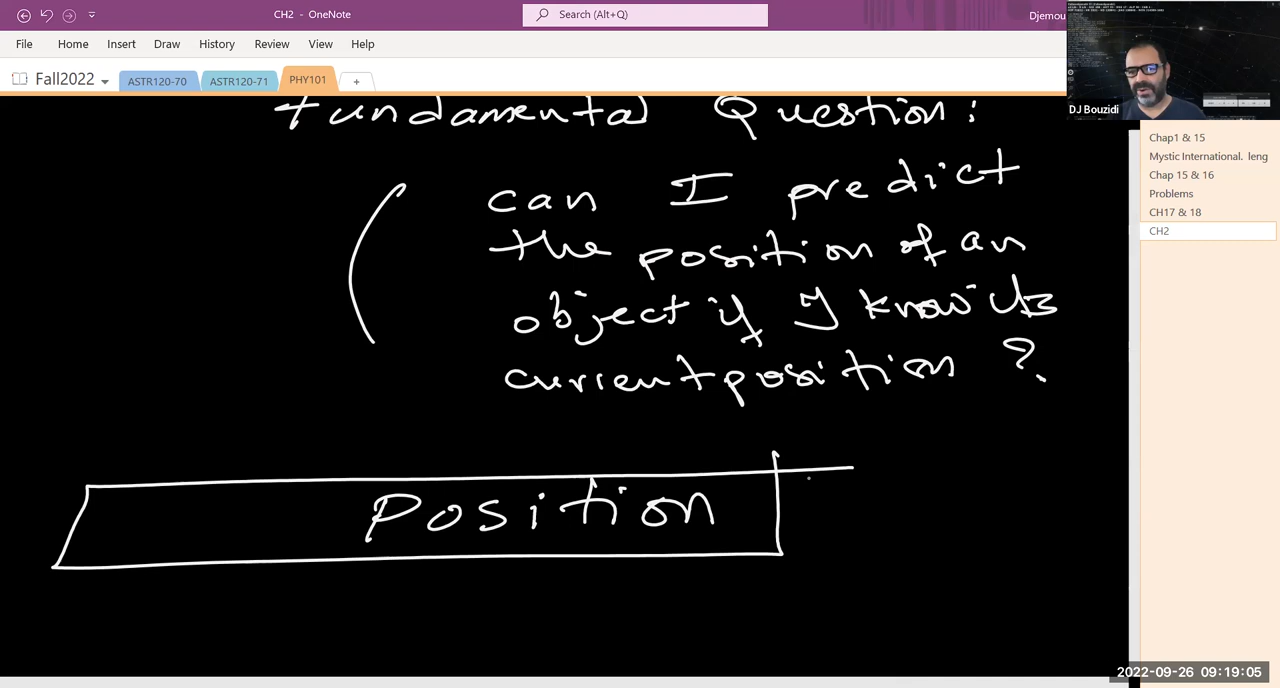 CH2 - OneNote
Search (Alt+Q)
Djemou
File Home Insert Draw History Review View Help
Fall2022 ASTR120-70 ASTR120-71 PHY101 +
DJ Bouzidi
Fundamental Question:
can I predict
the position of an
object if I know its
current position ?
Position
Chap1 & 15
Mystic International. leng
Chap 15 & 16
Problems
CH17 & 18
CH2
2022-09-26 09:19:05